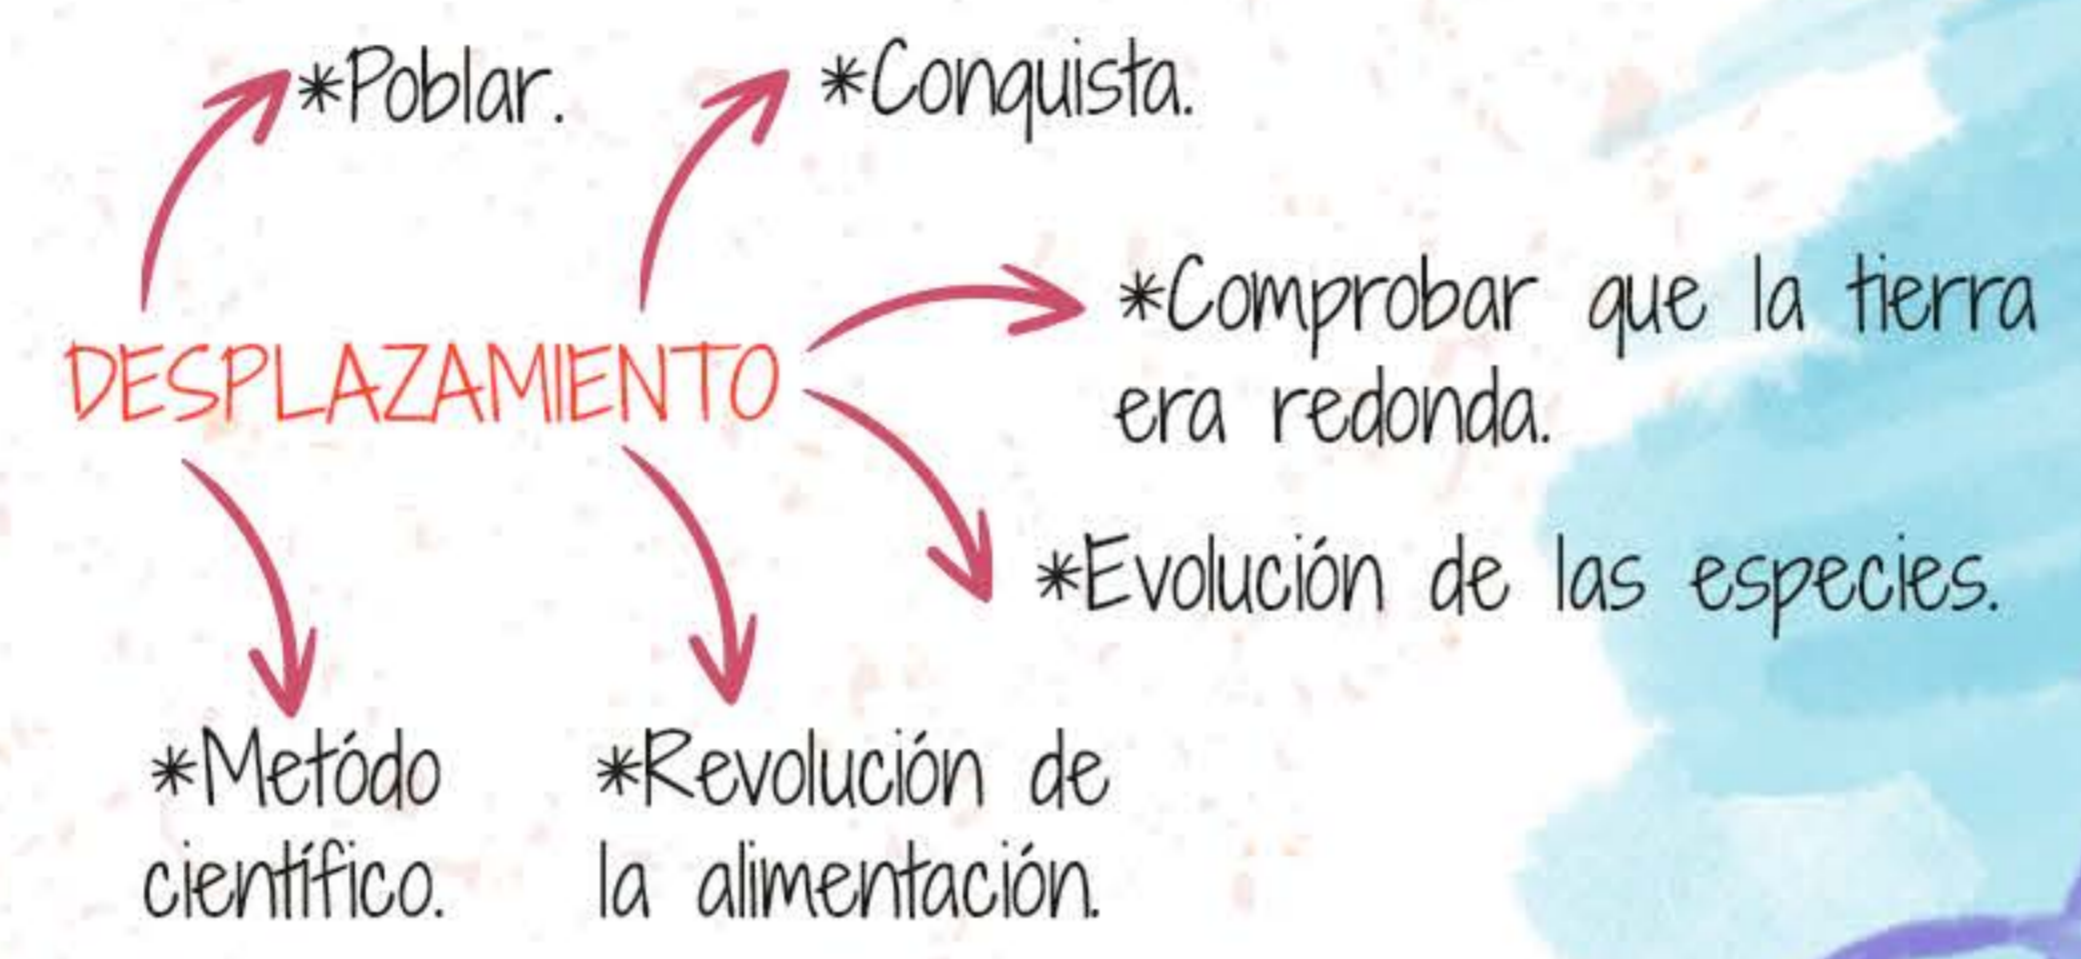 *Poblar.
*Conquista.
*Comprobar que la tierra
era redonda.
DESPLAZAMIENTO
*Evolución de las especies.
*Metódo
científico.
*Revolución de
la alimentación.